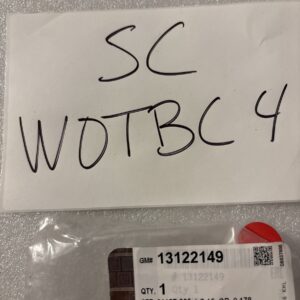 SC
WOTBC 4
GM# 13122149
# 13122149
QTY. 1 Qty 1